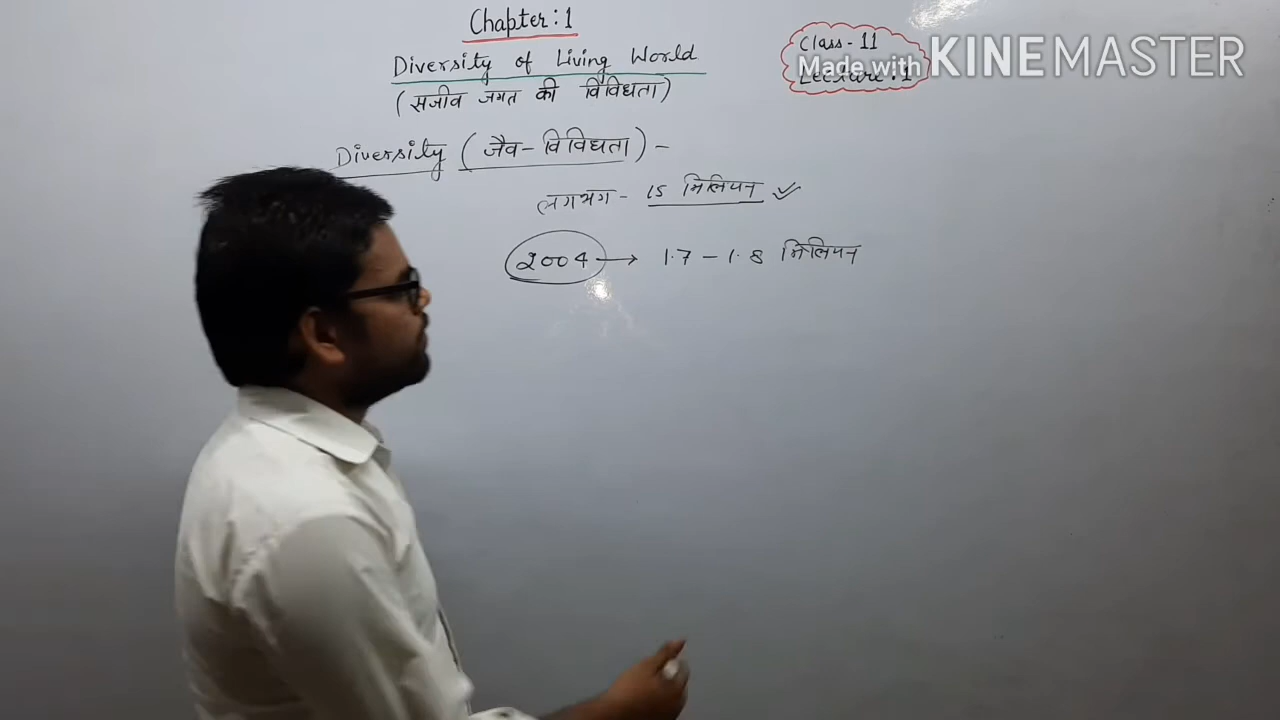 Chapter : 1
Diversity of Living World
(सजीव जगत की विविधता)
Class - 11
Lecture : 1
Made with KINEMASTER
Diversity (जैव - विविधता) -
लगभग - 15 मिलियन
2004 → 1.7 - 1.8 मिलियन